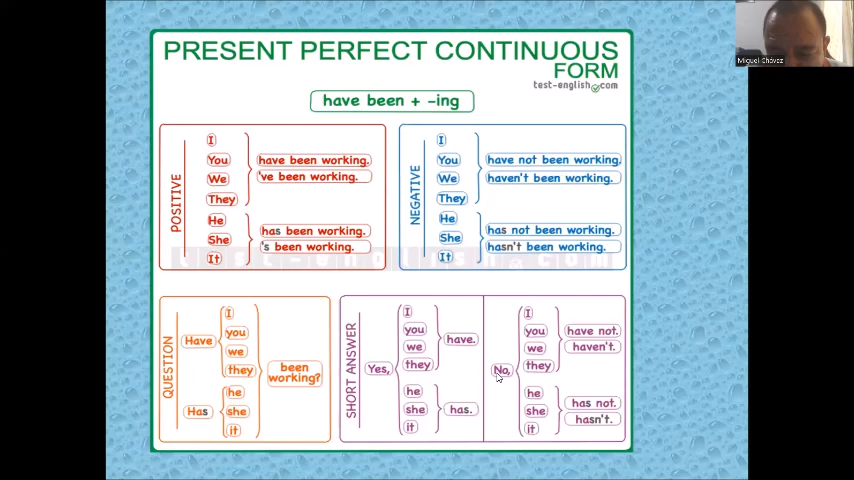 PRESENT PERFECT CONTINUOUS
FORM
test-english.com
have been + -ing
POSITIVE
I
You
We
They
have been working.
've been working.
He
She
It
has been working.
's been working.
NEGATIVE
I
You
We
They
have not been working.
haven't been working.
He
She
It
has not been working.
hasn't been working.
test-english.com
QUESTION
Have
I
you
we
they
Has
he
she
it
been
working?
SHORT ANSWER
Yes,
I
you
we
they
have.
he
she
it
has.
No,
I
you
we
they
have not.
haven't.
he
she
it
has not.
hasn't.
Miguel Chávez